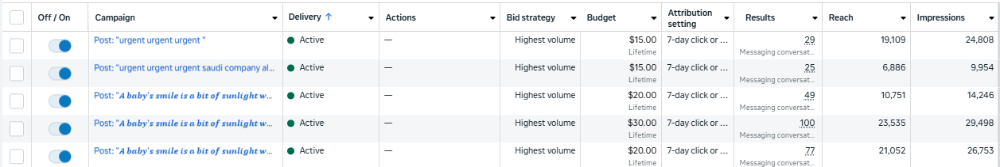 Off / On Campaign Delivery ↑ Actions Bid strategy Budget Attribution setting Results Reach Impressions
Post: "urgent urgent urgent " Active — Highest volume $15.00 7-day click or ... 29 19,109 24,808
Lifetime Messaging conversat...
Post: "urgent urgent urgent saudi company al... Active — Highest volume $15.00 7-day click or ... 25 6,886 9,954
Lifetime Messaging conversat...
Post: "A baby's smile is a bit of sunlight w... Active — Highest volume $20.00 7-day click or ... 49 10,751 14,246
Lifetime Messaging conversat...
Post: "A baby's smile is a bit of sunlight w... Active — Highest volume $30.00 7-day click or ... 100 23,535 29,498
Lifetime Messaging conversat...
Post: "A baby's smile is a bit of sunlight w... Active — Highest volume $20.00 7-day click or ... 77 21,052 26,753
Lifetime Messaging conversat...